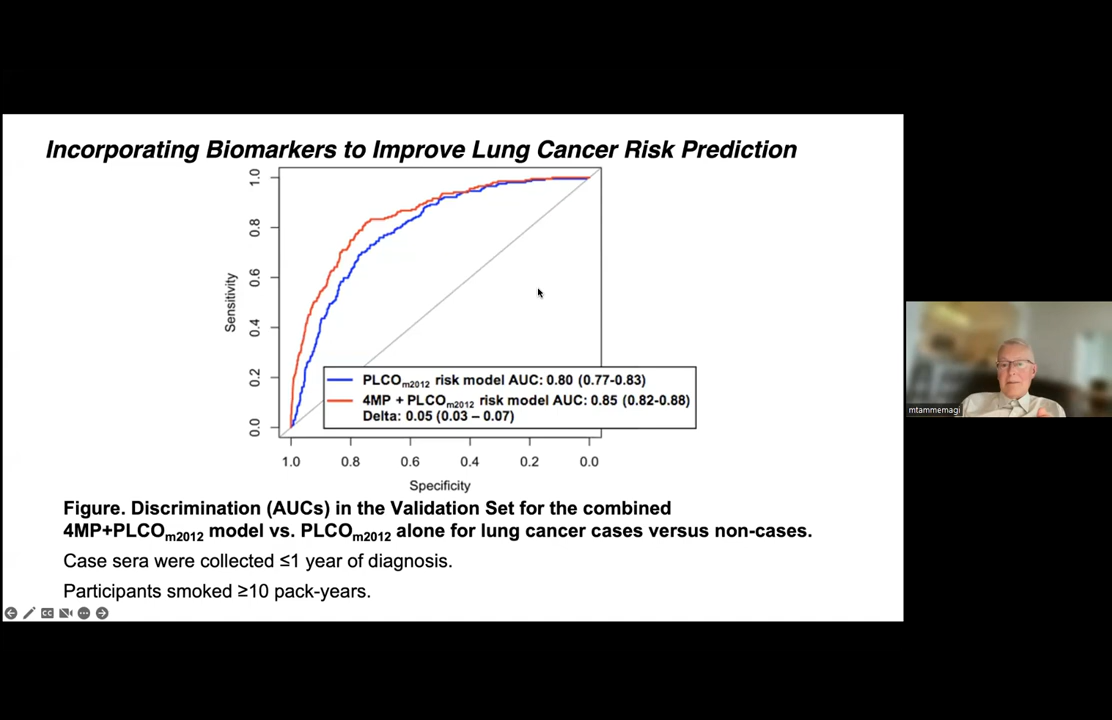 Incorporating Biomarkers to Improve Lung Cancer Risk Prediction
Sensitivity
1.0
0.8
0.6
0.4
0.2
0.0
PLCOm2012 risk model AUC: 0.80 (0.77-0.83)
4MP + PLCOm2012 risk model AUC: 0.85 (0.82-0.88)
Delta: 0.05 (0.03 – 0.07)
1.0 0.8 0.6 0.4 0.2 0.0
Specificity
Figure. Discrimination (AUCs) in the Validation Set for the combined
4MP+PLCOm2012 model vs. PLCOm2012 alone for lung cancer cases versus non-cases.
Case sera were collected ≤1 year of diagnosis.
Participants smoked ≥10 pack-years.
CC
mtammemagi